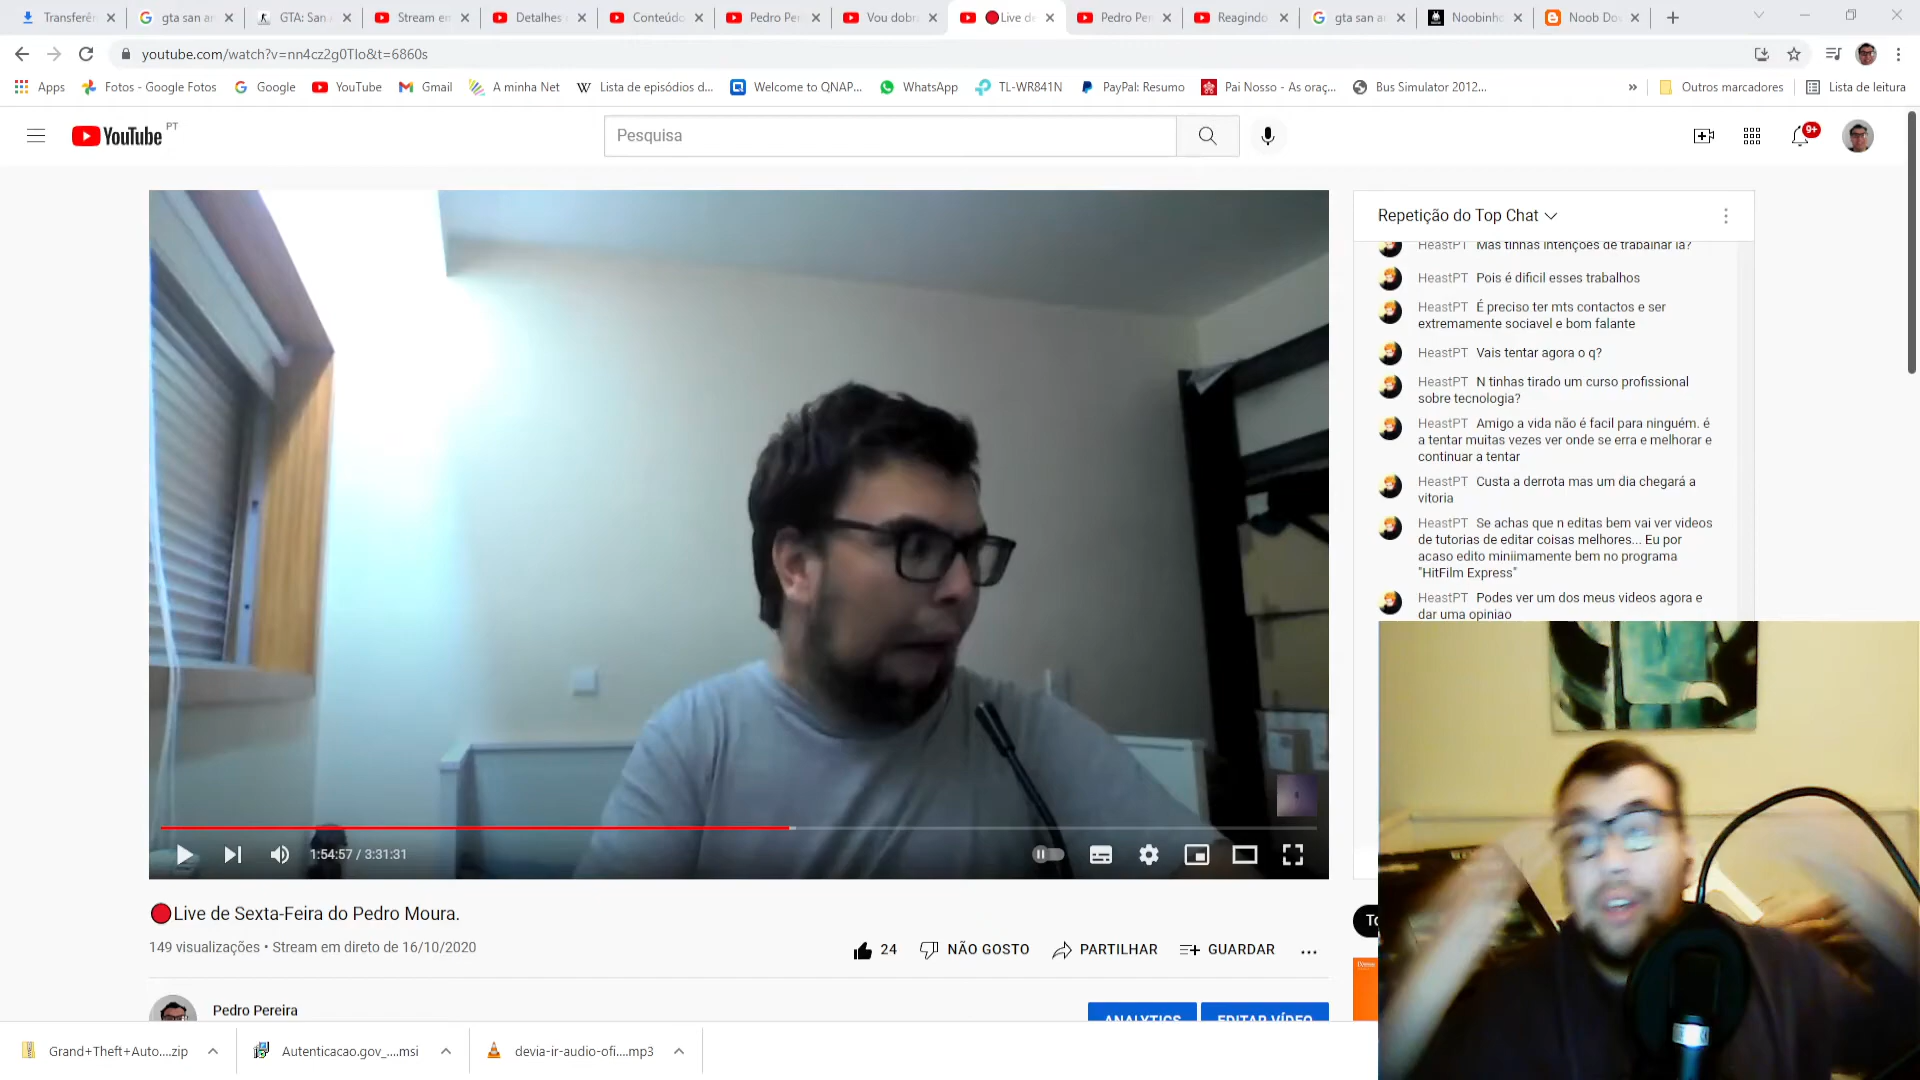 Transferên
gta san an
GTA: San A
Stream em
Detalhes
Conteúdo
Pedro Per
Vou dobr
Live de
Pedro Per
Reagindo
gta san a
Noobinh
Noob Do
youtube.com/watch?v=nn4cz2g0TIo&t=6860s
Apps
Fotos - Google Fotos
Google
YouTube
Gmail
A minha Net
Lista de episódios d...
Welcome to QNAP...
WhatsApp
TL-WR841N
PayPal: Resumo
Pai Nosso - As oraç...
Bus Simulator 2012...
»
Outros marcadores
Lista de leitura
YouTube PT
Pesquisa
9+
Repetição do Top Chat
HeastPT Mas tinhas intenções de trabalhar la?
HeastPT Pois é dificil esses trabalhos
HeastPT É preciso ter mts contactos e ser
extremamente sociavel e bom falante
HeastPT Vais tentar agora o q?
HeastPT N tinhas tirado um curso profissional
sobre tecnologia?
HeastPT Amigo a vida não é facil para ninguém. é
a tentar muitas vezes ver onde se erra e melhorar e
continuar a tentar
HeastPT Custa a derrota mas um dia chegará a
vitoria
HeastPT Se achas que n editas bem vai ver videos
de tutorias de editar coisas melhores... Eu por
acaso edito miniimamente bem no programa
"HitFilm Express"
HeastPT Podes ver um dos meus videos agora e
dar uma opiniao
1:54:57 / 3:31:31
Live de Sexta-Feira do Pedro Moura.
149 visualizações • Stream em direto de 16/10/2020
24
NÃO GOSTO
PARTILHAR
GUARDAR
...
To
Pedro Pereira
ANALYTICS
EDITAR VÍDEO
Grand+Theft+Auto....zip
Autenticacao.gov_....msi
devia-ir-audio-ofi....mp3